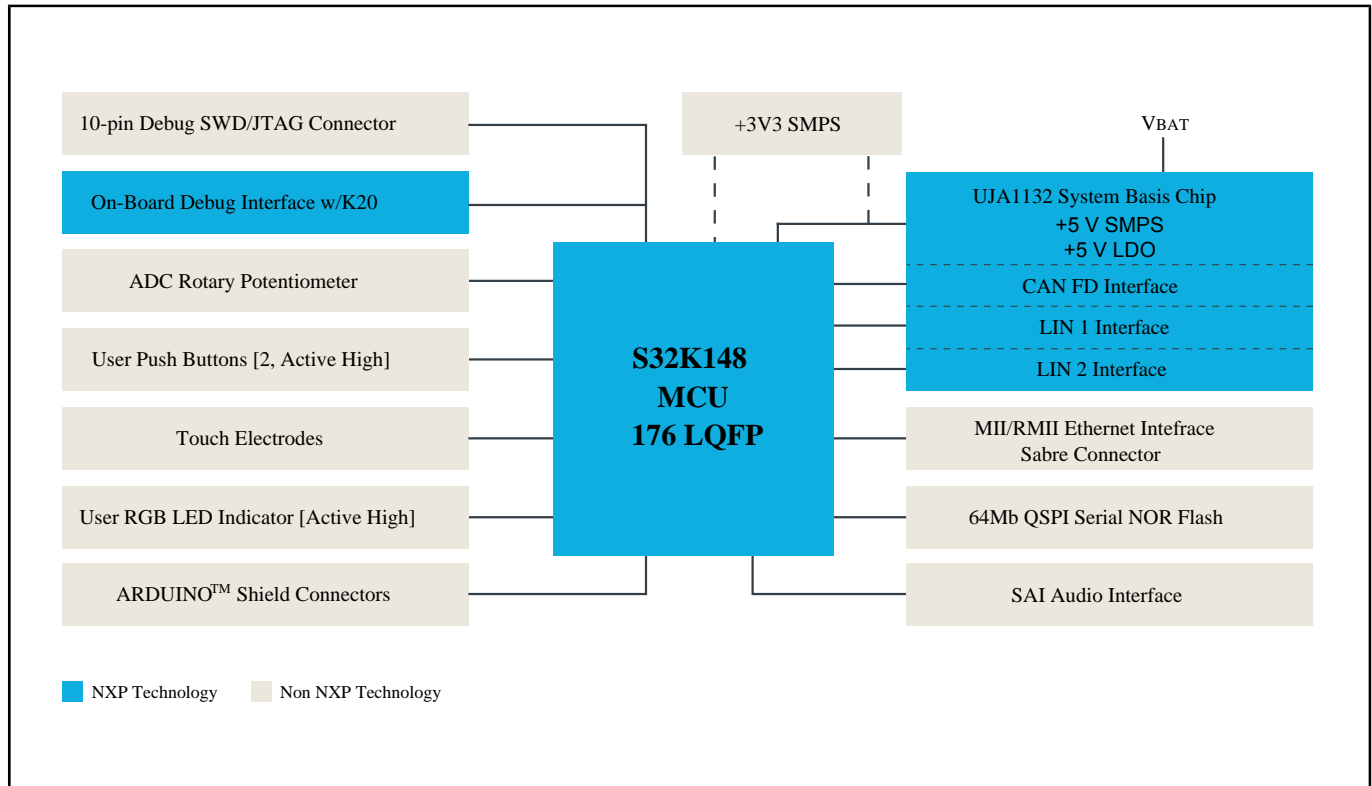 10-pin Debug SWD/JTAG Connector
On-Board Debug Interface w/K20
ADC Rotary Potentiometer
User Push Buttons [2, Active High]
Touch Electrodes
User RGB LED Indicator [Active High]
ARDUINO™ Shield Connectors
+3V3 SMPS
S32K148
MCU
176 LQFP
VBAT
UJA1132 System Basis Chip
+5 V SMPS
+5 V LDO
CAN FD Interface
LIN 1 Interface
LIN 2 Interface
MII/RMII Ethernet Intefrace
Sabre Connector
64Mb QSPI Serial NOR Flash
SAI Audio Interface
NXP Technology
Non NXP Technology